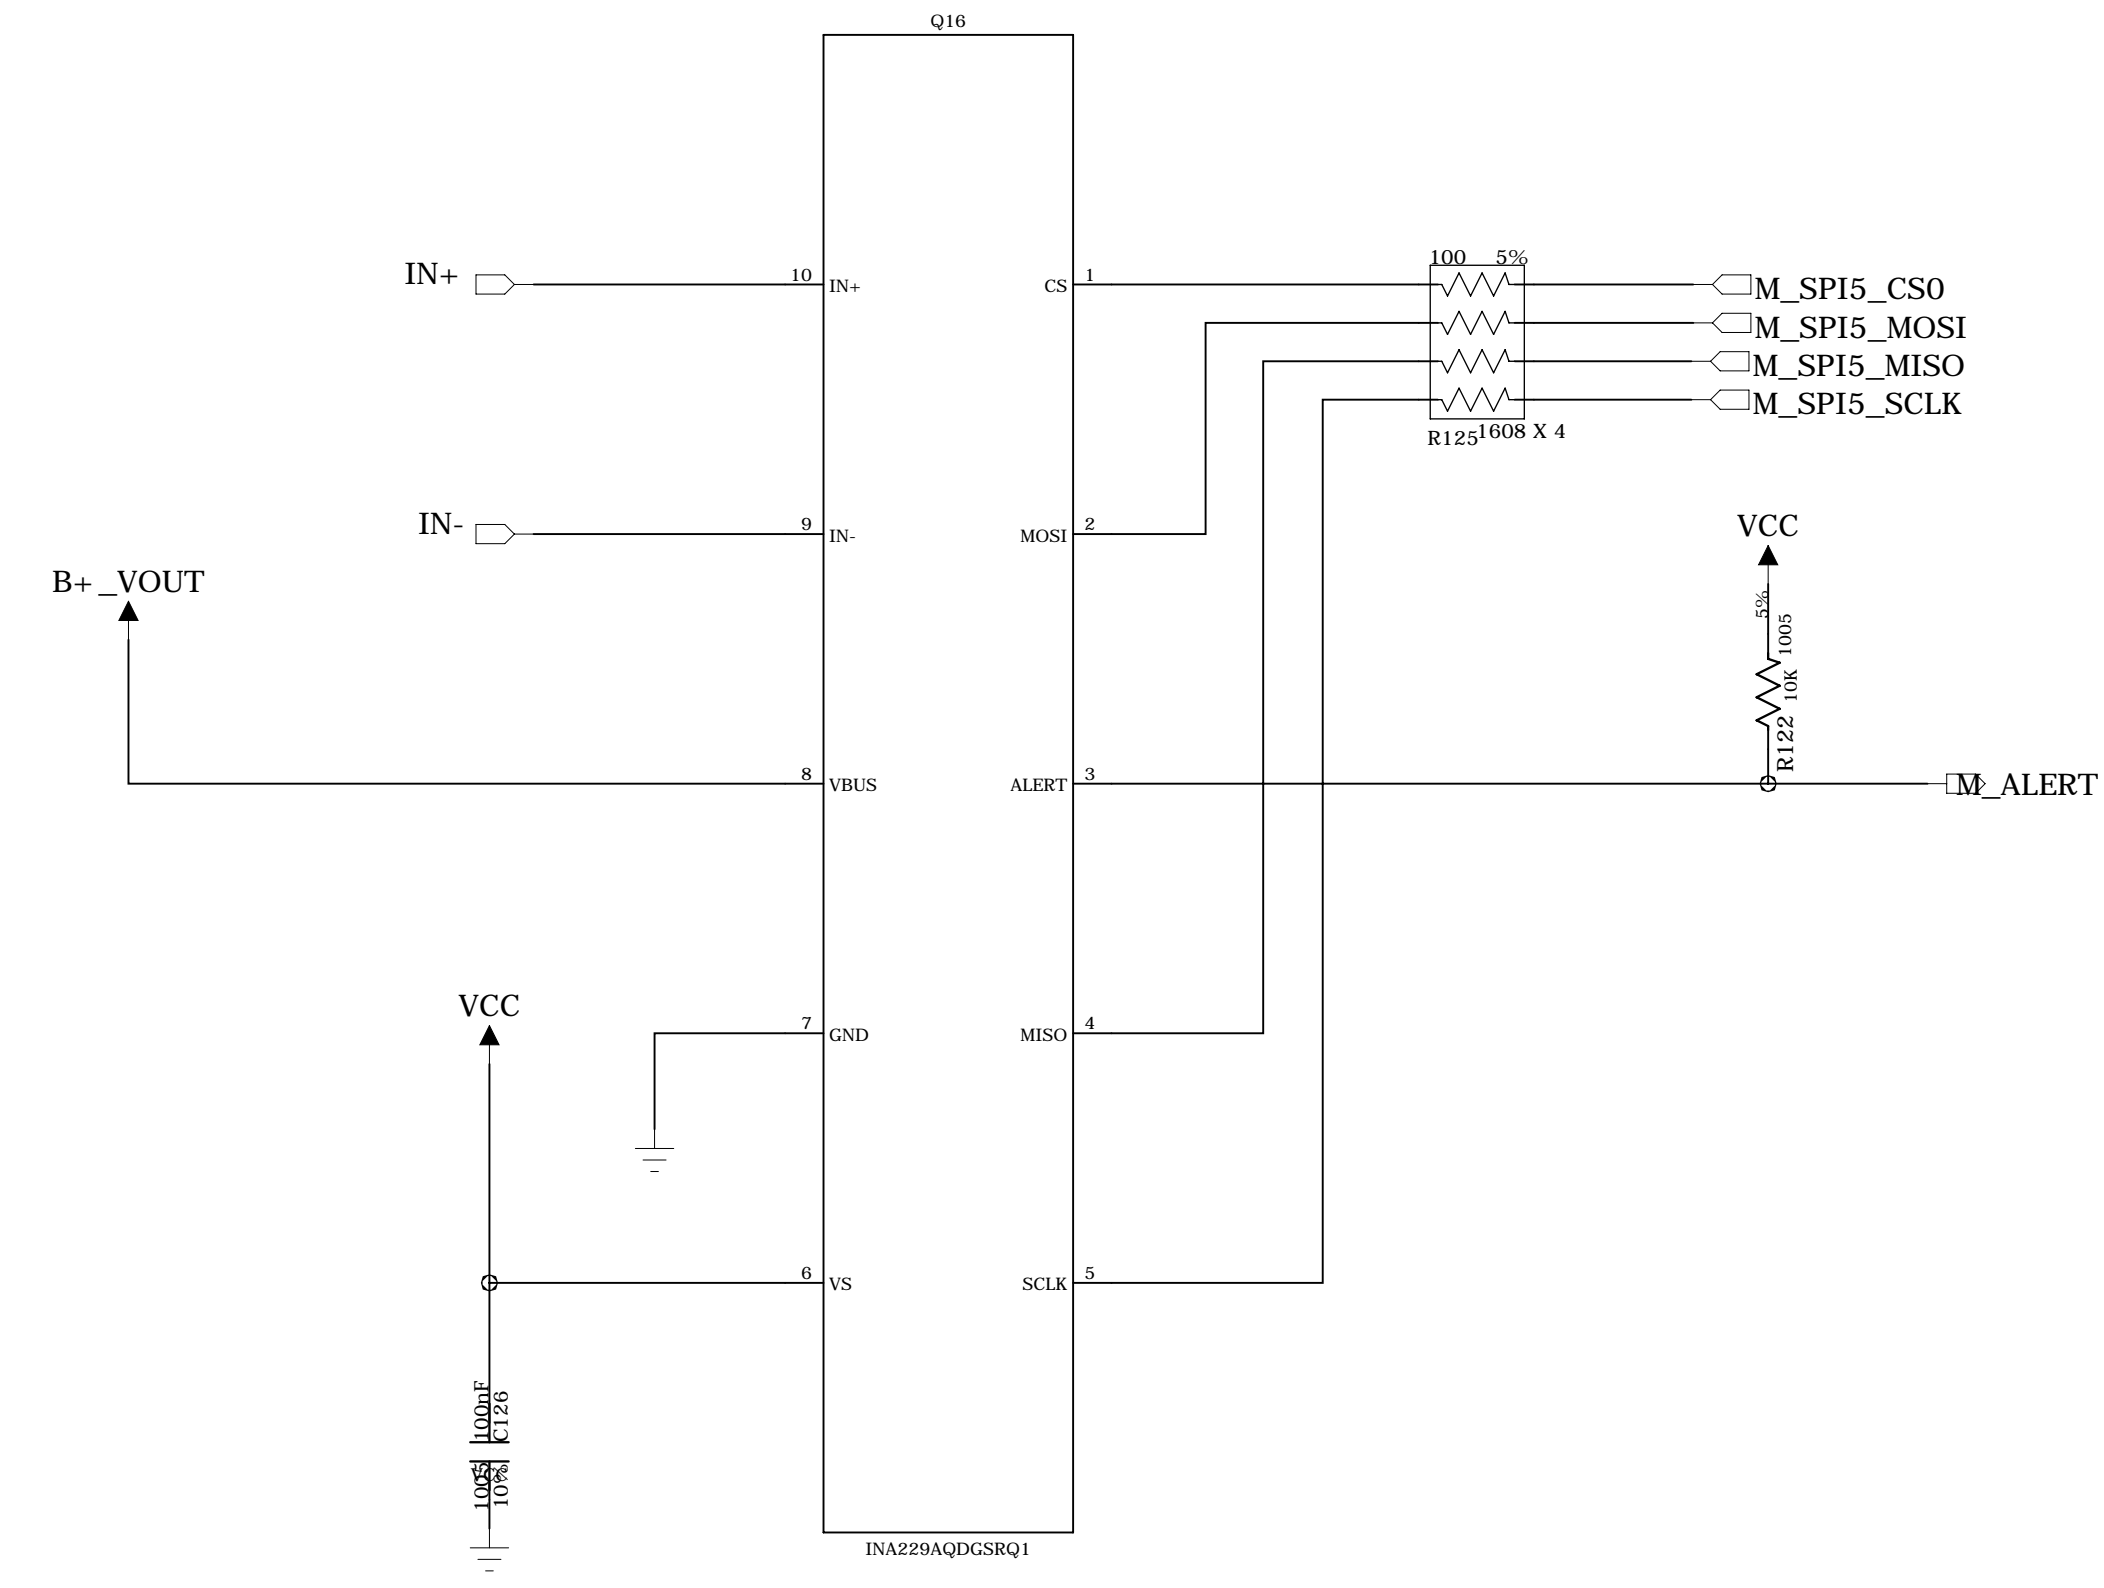 Q16
100 5%
IN+ 10 IN+ CS 1 M_SPI5_CS0
M_SPI5_MOSI
M_SPI5_MISO
M_SPI5_SCLK
R125 1608 X 4
IN- 9 IN- MOSI 2
VCC
5%
1005
10K
R122
B+_VOUT
8 VBUS ALERT 3 M_ALERT
VCC
7 GND MISO 4
6 VS SCLK 5
100nF
C126
1005
VCC
10%
INA229AQDGSRQ1